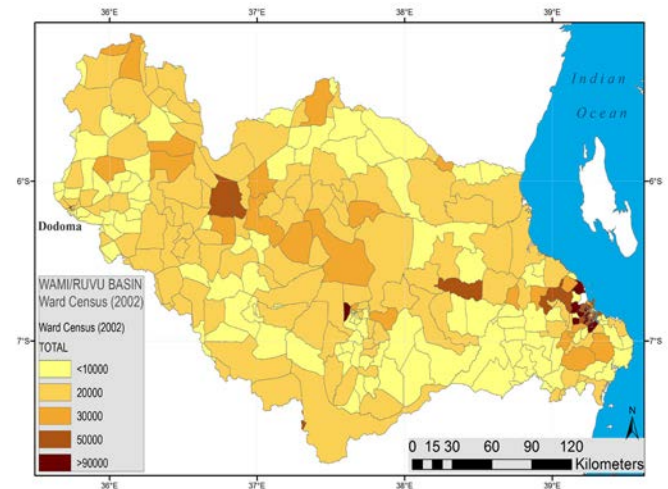 36°E
37°E
38°E
39°E
Indian
Ocean
6°S
6°S
Dodoma
WAMI/RUVU BASIN
Ward Census (2002)
Ward Census (2002)
TOTAL
<10000
20000
30000
50000
>90000
7°S
7°S
N
0 15 30 60 90 120
Kilometers
36°E
37°E
38°E
39°E